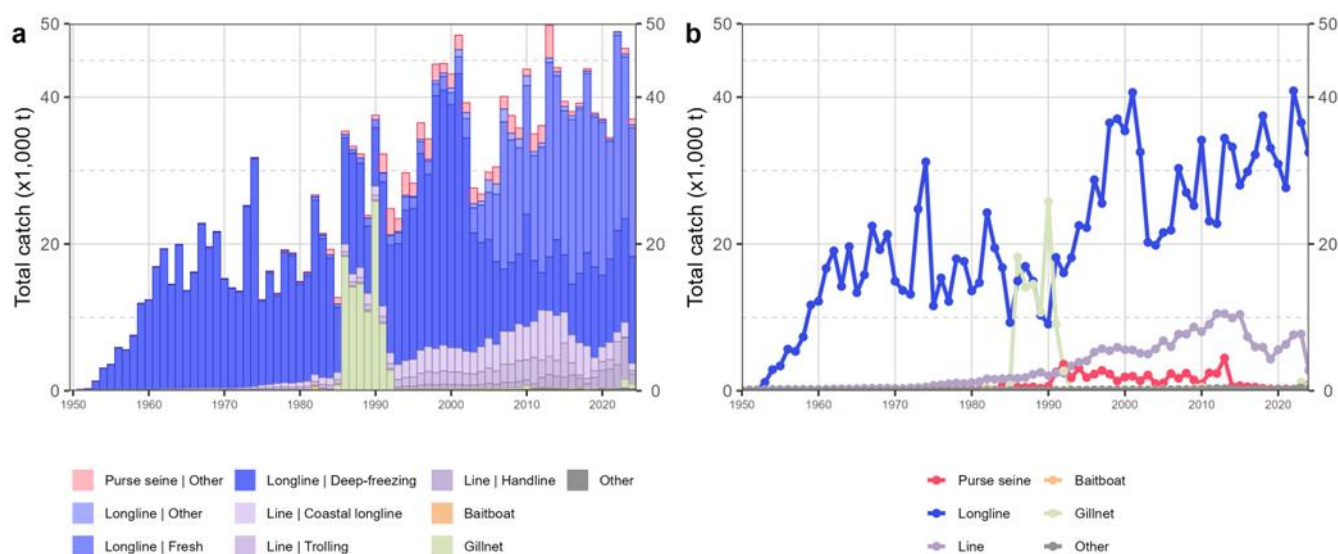 a
b
Total catch (x1,000 t)
50
40
20
0
50
40
20
0
1950 1960 1970 1980 1990 2000 2010 2020
Total catch (x1,000 t)
50
40
20
0
50
40
20
0
1950 1960 1970 1980 1990 2000 2010 2020
Purse seine | Other
Longline | Deep-freezing
Line | Handline
Other
Longline | Other
Line | Coastal longline
Baitboat
Longline | Fresh
Line | Trolling
Gillnet
Purse seine
Baitboat
Longline
Gillnet
Line
Other